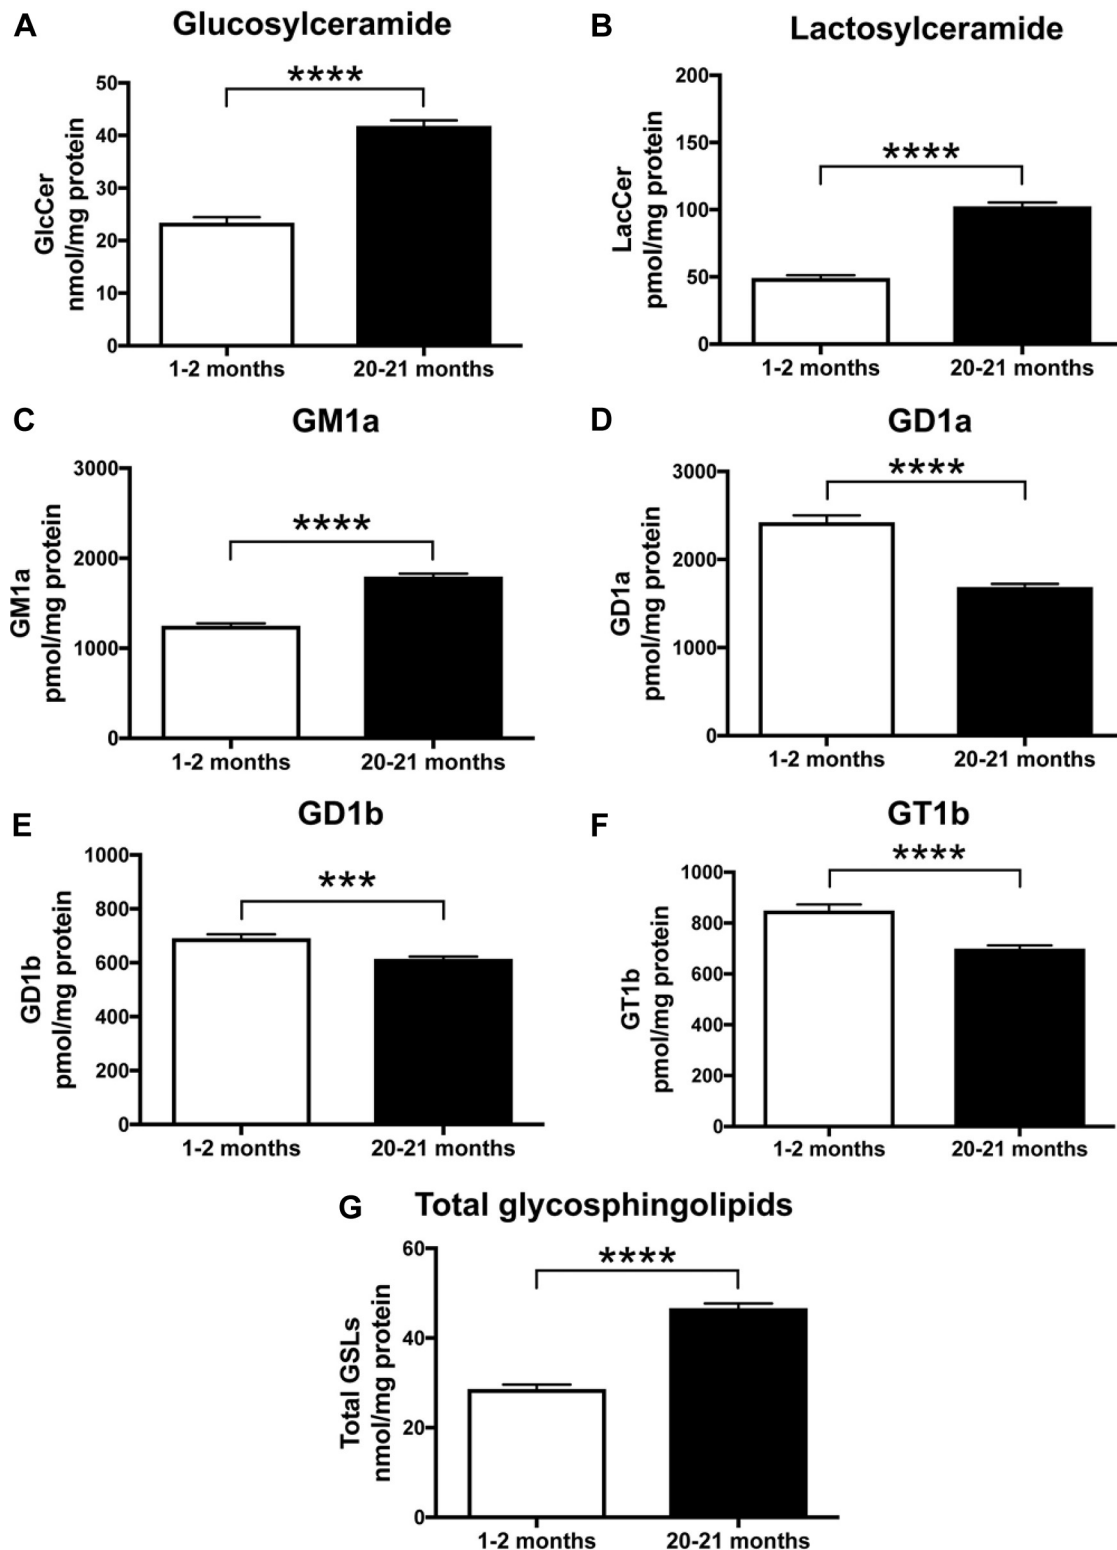 A
Glucosylceramide
****
GlcCer
nmol/mg protein
50
40
30
20
10
0
1-2 months
20-21 months
B
Lactosylceramide
****
LacCer
pmol/mg protein
200
150
100
50
0
1-2 months
20-21 months
C
GM1a
****
GM1a
pmol/mg protein
3000
2000
1000
0
1-2 months
20-21 months
D
GD1a
****
GD1a
pmol/mg protein
3000
2000
1000
0
1-2 months
20-21 months
E
GD1b
***
GD1b
pmol/mg protein
1000
800
600
400
200
0
1-2 months
20-21 months
F
GT1b
****
GT1b
pmol/mg protein
1000
800
600
400
200
0
1-2 months
20-21 months
G
Total glycosphingolipids
****
Total GSLs
nmol/mg protein
60
40
20
0
1-2 months
20-21 months